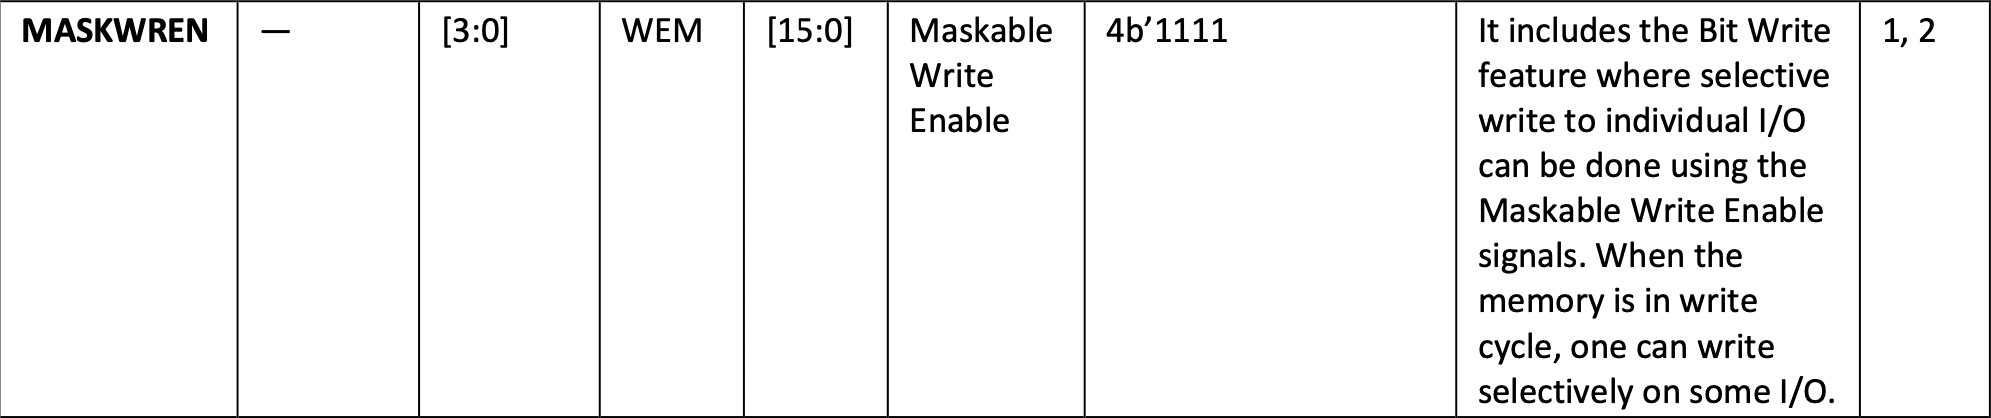 MASKWREN
—
[3:0]
WEM
[15:0]
Maskable
Write
Enable
4b’1111
It includes the Bit Write
feature where selective
write to individual I/O
can be done using the
Maskable Write Enable
signals. When the
memory is in write
cycle, one can write
selectively on some I/O.
1, 2